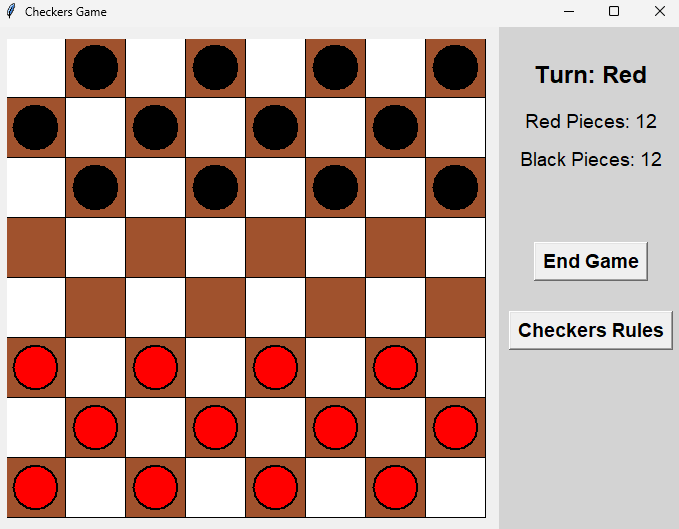 Checkers Game
Turn: Red
Red Pieces: 12
Black Pieces: 12
End Game
Checkers Rules